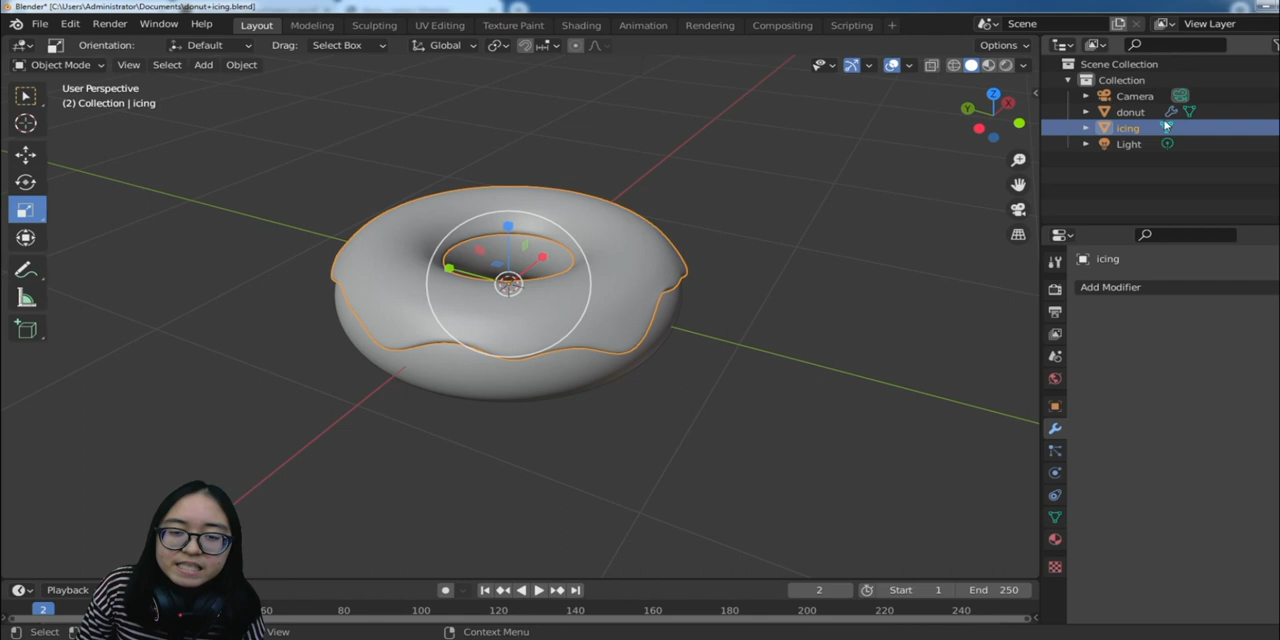 Blender* [C:\Users\Administrator\Documents\donut+icing.blend]
File Edit Render Window Help Layout Modeling Sculpting UV Editing Texture Paint Shading Animation Rendering Compositing Scripting + Scene View Layer
Orientation: Default Drag: Select Box Global Options
Object Mode View Select Add Object
User Perspective
(2) Collection | icing
Z
Y
X
Scene Collection
Collection
Camera
donut
icing
Light
icing
Add Modifier
Playback 2 Start 1 End 250
2 60 80 100 120 140 160 180 200 220 240
Select View Context Menu